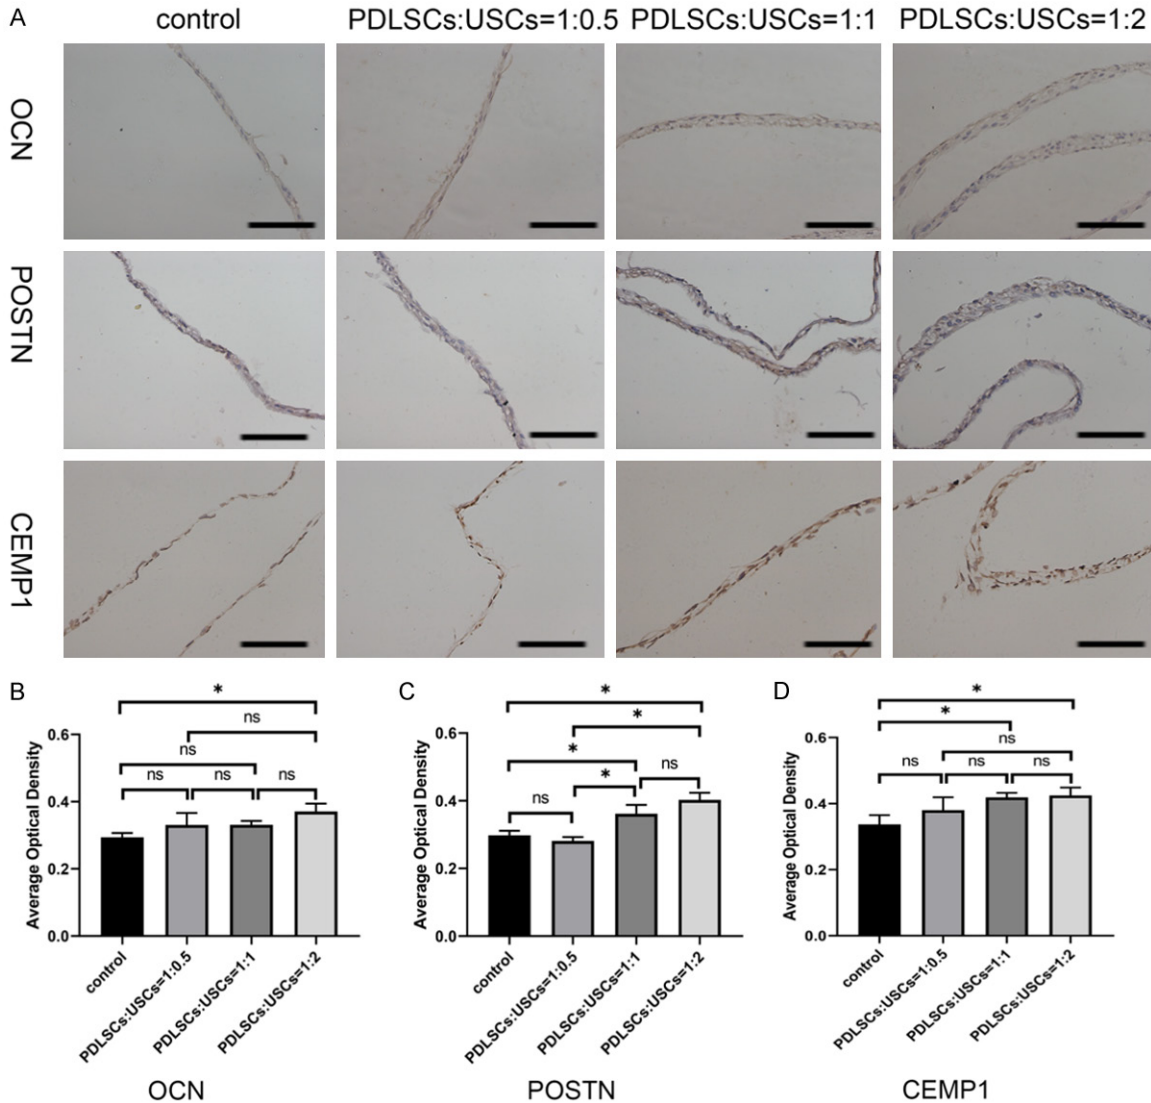 A
control
PDLSCs:USCs=1:0.5
PDLSCs:USCs=1:1
PDLSCs:USCs=1:2
OCN
POSTN
CEMP1
B
*
ns
ns
ns
ns
ns
0.6
0.4
0.2
0.0
Average Optical Density
control
PDLSCs:USCs=1:0.5
PDLSCs:USCs=1:1
PDLSCs:USCs=1:2
OCN
C
*
*
*
*
ns
ns
0.6
0.4
0.2
0.0
Average Optical Density
control
PDLSCs:USCs=1:0.5
PDLSCs:USCs=1:1
PDLSCs:USCs=1:2
POSTN
D
*
*
ns
ns
ns
ns
0.6
0.4
0.2
0.0
Average Optical Density
control
PDLSCs:USCs=1:0.5
PDLSCs:USCs=1:1
PDLSCs:USCs=1:2
CEMP1